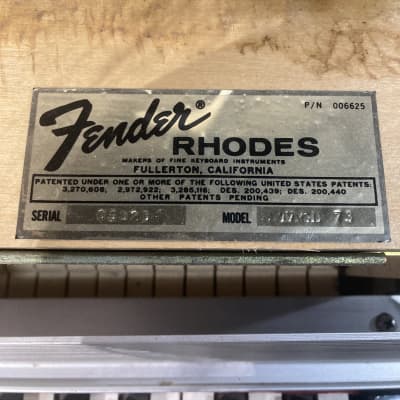 Fender®
P/N 006625
RHODES
MAKERS OF FINE KEYBOARD INSTRUMENTS
FULLERTON, CALIFORNIA
PATENTED UNDER ONE OR MORE OF THE FOLLOWING UNITED STATES PATENTS:
3,270,608, 2,972,922; 3,285,116; DES. 200,439; DES. 200,440
OTHER PATENTS PENDING
SERIAL MODEL 73